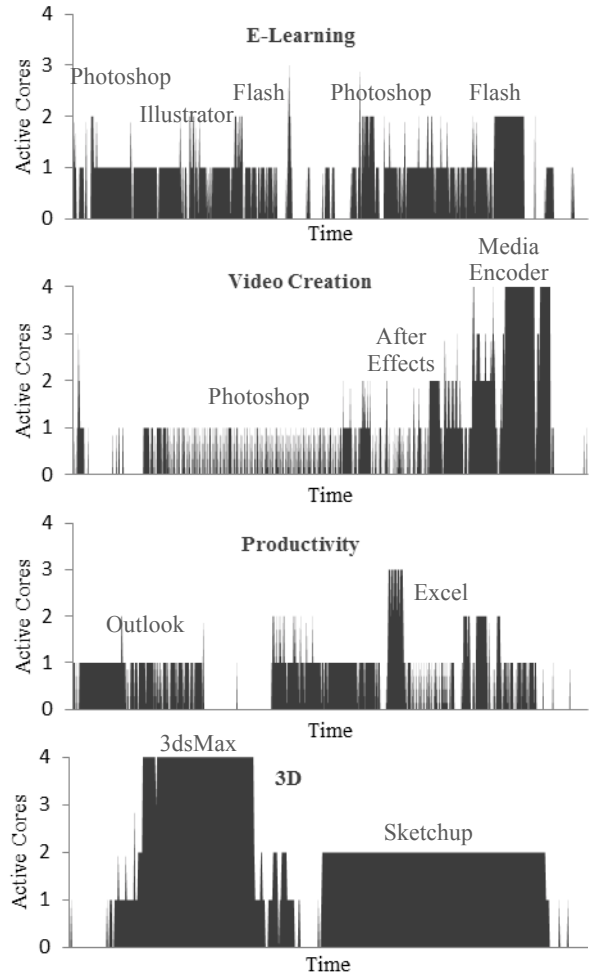 E-Learning
4
3
2
1
0
Active Cores
Photoshop
Illustrator
Flash
Photoshop
Flash
Time
Video Creation
4
3
2
1
0
Active Cores
Photoshop
After
Effects
Media
Encoder
Time
Productivity
4
3
2
1
0
Active Cores
Outlook
Excel
Time
3D
4
3
2
1
0
Active Cores
3dsMax
Sketchup
Time